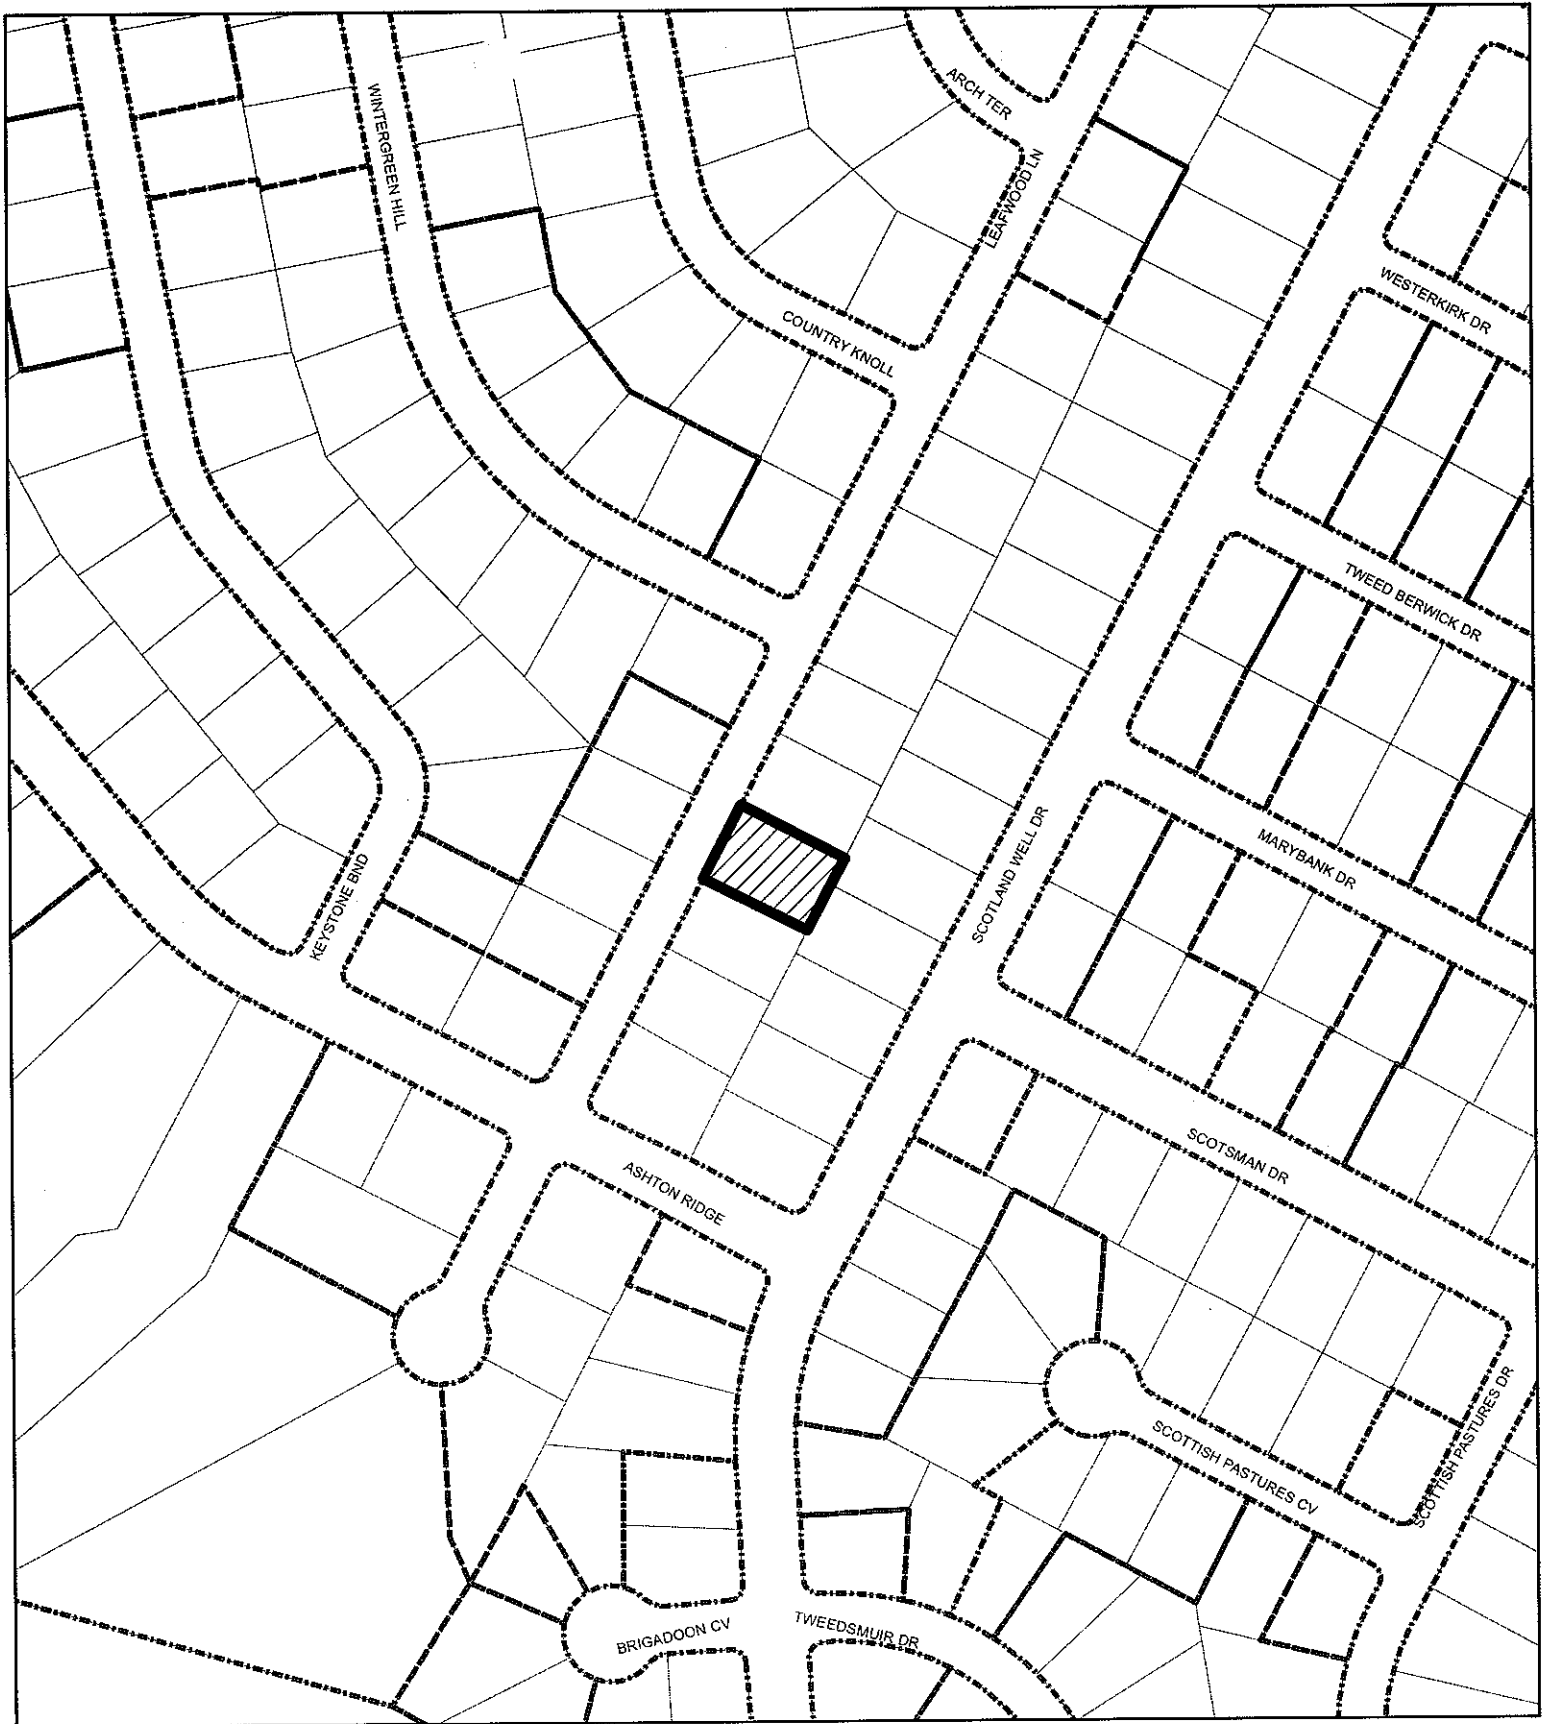 ARCH TER
WINTERGREEN HILL
LEAFWOOD LN
WESTERKIRK DR
COUNTRY KNOLL
TWEED BERWICK DR
MARYBANK DR
SCOTLAND WELL DR
KEYSTONE BND
SCOTSMAN DR
ASHTON RIDGE
SCOTTISH PASTURES DR
SCOTTISH PASTURES CV
BRIGADOON CV
TWEEDSMUIR DR